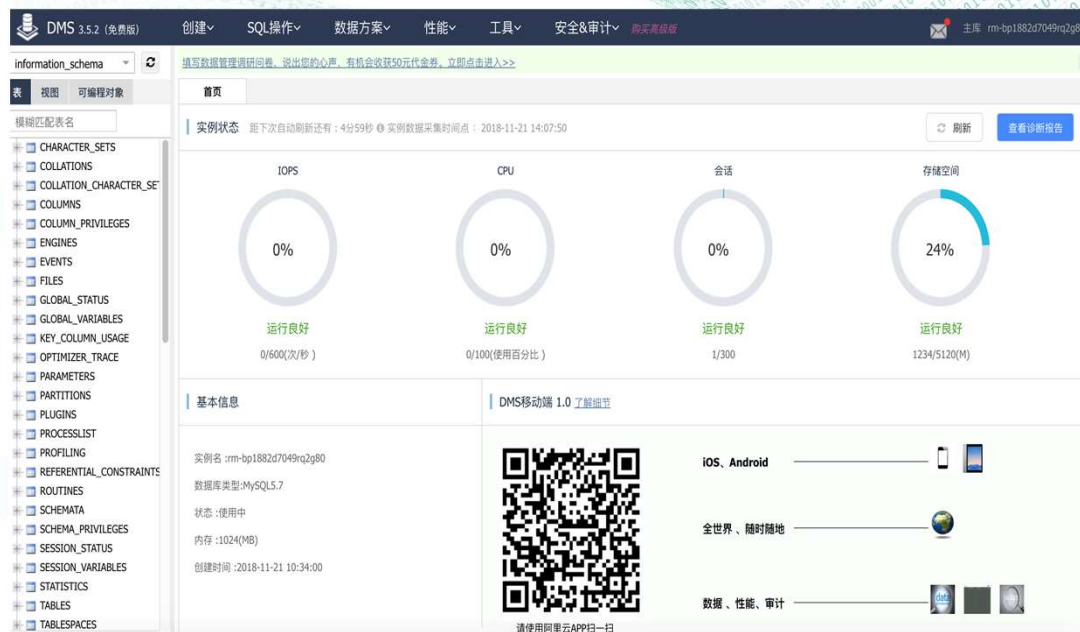 DMS 3.5.2 (免费版) 创建 SQL操作 数据方案 性能 工具 安全&审计 购买高级版 主库 rm-bp1882d7049rq2g8
information_schema
填写数据管理调研问卷，说出您的心声，有机会收获50元代金券，立即点击进入>>
表 视图 可编程对象
首页
模糊匹配表名
实例状态 距下次自动刷新还有：4分59秒 实例数据采集时间点：2018-11-21 14:07:50 刷新 查看诊断报告
CHARACTER_SETS
COLLATIONS
COLLATION_CHARACTER_SET
COLUMNS
COLUMN_PRIVILEGES
ENGINES
EVENTS
FILES
GLOBAL_STATUS
GLOBAL_VARIABLES
KEY_COLUMN_USAGE
OPTIMIZER_TRACE
PARAMETERS
PARTITIONS
PLUGINS
PROCESSLIST
PROFILING
REFERENTIAL_CONSTRAINTS
ROUTINES
SCHEMATA
SCHEMA_PRIVILEGES
SESSION_STATUS
SESSION_VARIABLES
STATISTICS
TABLES
TABLESPACES
IOPS CPU 会话 存储空间
0% 0% 0% 24%
运行良好 运行良好 运行良好 运行良好
0/600(次/秒 ) 0/100(使用百分比 ) 1/300 1234/5120(M)
基本信息
实例名 :rm-bp1882d7049rq2g80
数据库类型:MySQL5.7
状态 :使用中
内存 :1024(MB)
创建时间 :2018-11-21 10:34:00
DMS移动端 1.0 了解细节
iOS、Android
全世界 、随时随地
data
数据 、性能、审计
请使用阿里云APP扫一扫